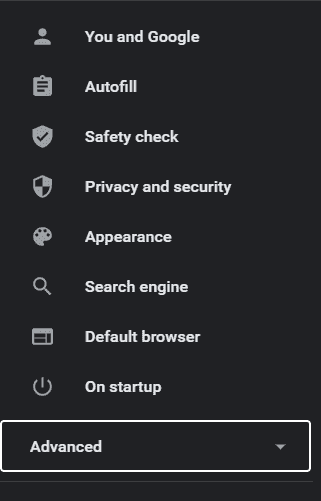 You and Google
Autofill
Safety check
Privacy and security
Appearance
Search engine
Default browser
On startup
Advanced